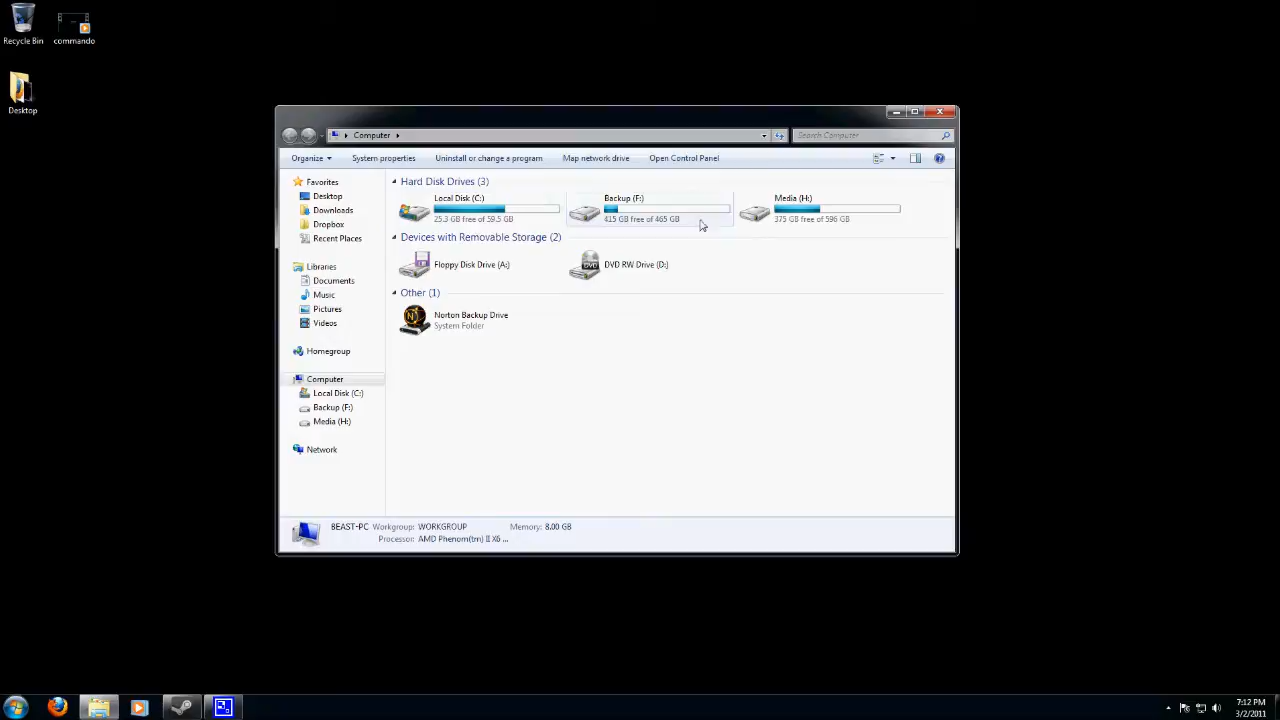 Recycle Bin
commando
Desktop
Computer
Search Computer
Organize
System properties
Uninstall or change a program
Map network drive
Open Control Panel
Favorites
Desktop
Downloads
Dropbox
Recent Places
Libraries
Documents
Music
Pictures
Videos
Homegroup
Computer
Local Disk (C:)
Backup (F:)
Media (H:)
Network
Hard Disk Drives (3)
Local Disk (C:)
25.3 GB free of 59.5 GB
Backup (F:)
415 GB free of 465 GB
Media (H:)
375 GB free of 596 GB
Devices with Removable Storage (2)
Floppy Disk Drive (A:)
DVD
DVD RW Drive (D:)
Other (1)
Norton Backup Drive
System Folder
BEAST-PC Workgroup: WORKGROUP Memory: 8.00 GB
Processor: AMD Phenom(tm) II X6 ...
7:12 PM
3/2/2011